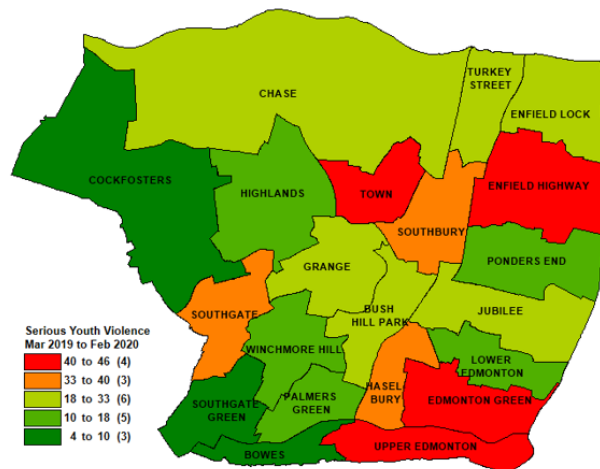 TURKEY
STREET
CHASE
ENFIELD LOCK
COCKFOSTERS
HIGHLANDS
TOWN
ENFIELD HIGHWAY
SOUTHBURY
GRANGE
PONDERS END
SOUTHGATE
BUSH
HILL PARK
JUBILEE
WINCHMORE HILL
LOWER
EDMONTON
HASEL
BURY
PALMERS
GREEN
EDMONTON GREEN
SOUTHGATE
GREEN
UPPER EDMONTON
BOWES
Serious Youth Violence
Mar 2019 to Feb 2020
40 to 46 (4)
33 to 40 (3)
18 to 33 (6)
10 to 18 (5)
4 to 10 (3)